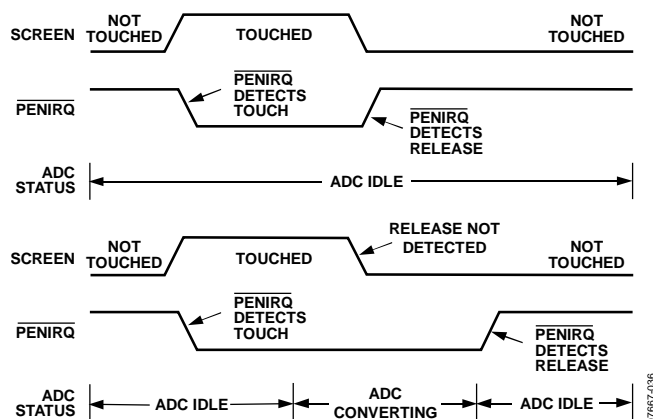 SCREEN
NOT
TOUCHED
TOUCHED
NOT
TOUCHED
PENIRQ
PENIRQ
DETECTS
TOUCH
PENIRQ
DETECTS
RELEASE
ADC
STATUS
ADC IDLE
SCREEN
NOT
TOUCHED
TOUCHED
RELEASE NOT
DETECTED
NOT
TOUCHED
PENIRQ
PENIRQ
DETECTS
TOUCH
PENIRQ
DETECTS
RELEASE
ADC
STATUS
ADC IDLE
ADC
CONVERTING
ADC IDLE